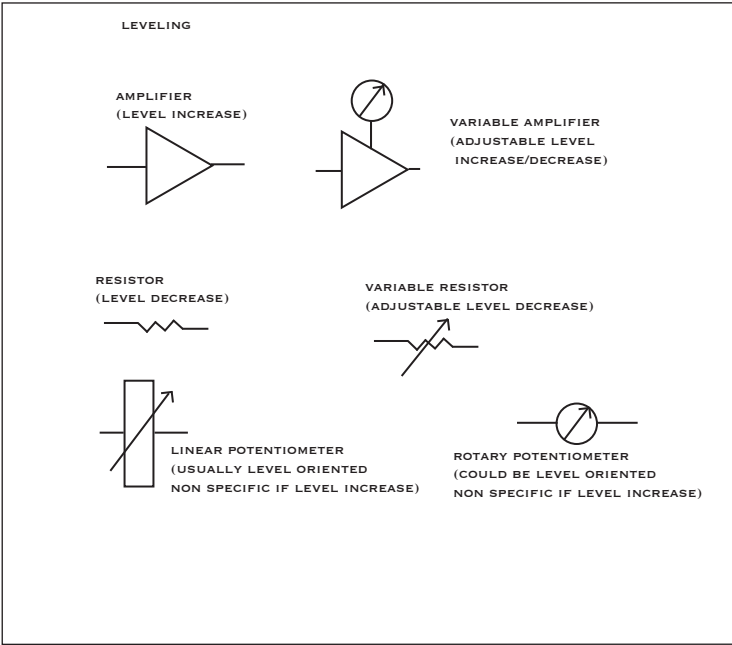 LEVELING
AMPLIFIER
(LEVEL INCREASE)
VARIABLE AMPLIFIER
(ADJUSTABLE LEVEL
INCREASE/DECREASE)
RESISTOR
(LEVEL DECREASE)
VARIABLE RESISTOR
(ADJUSTABLE LEVEL DECREASE)
LINEAR POTENTIOMETER
(USUALLY LEVEL ORIENTED
NON SPECIFIC IF LEVEL INCREASE)
ROTARY POTENTIOMETER
(COULD BE LEVEL ORIENTED
NON SPECIFIC IF LEVEL INCREASE)